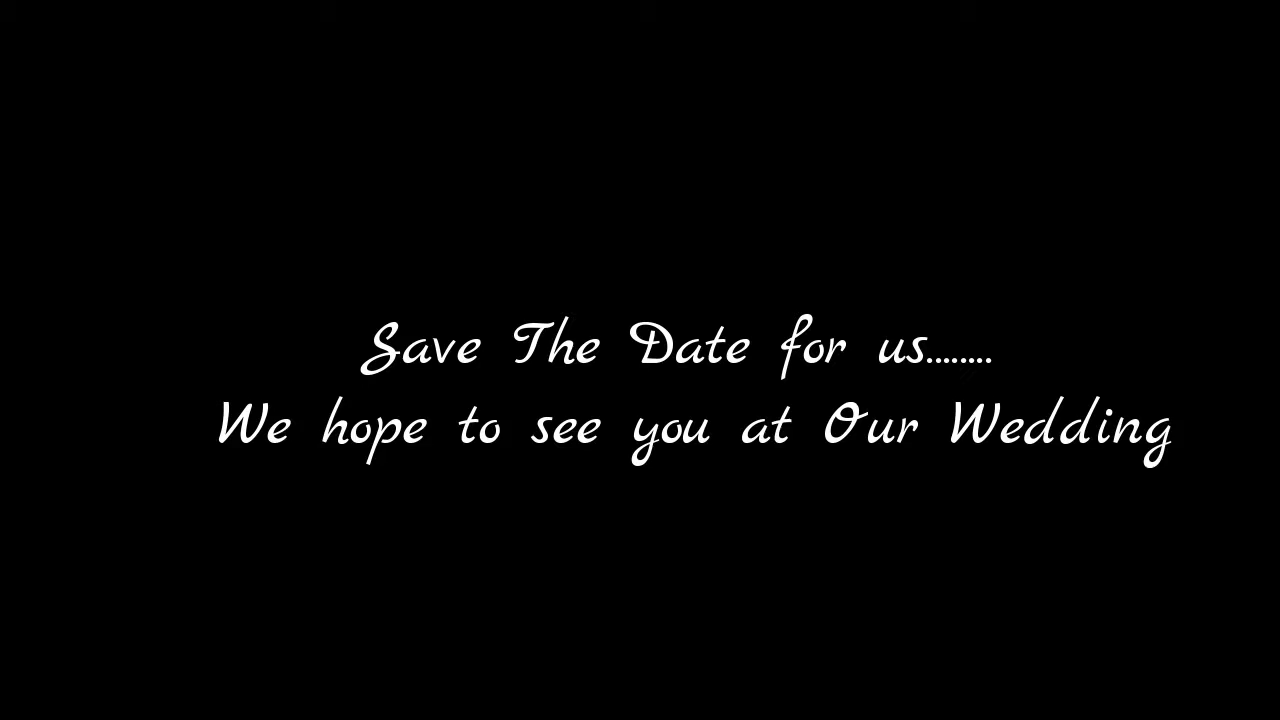 Save The Date for us........
We hope to see you at Our Wedding